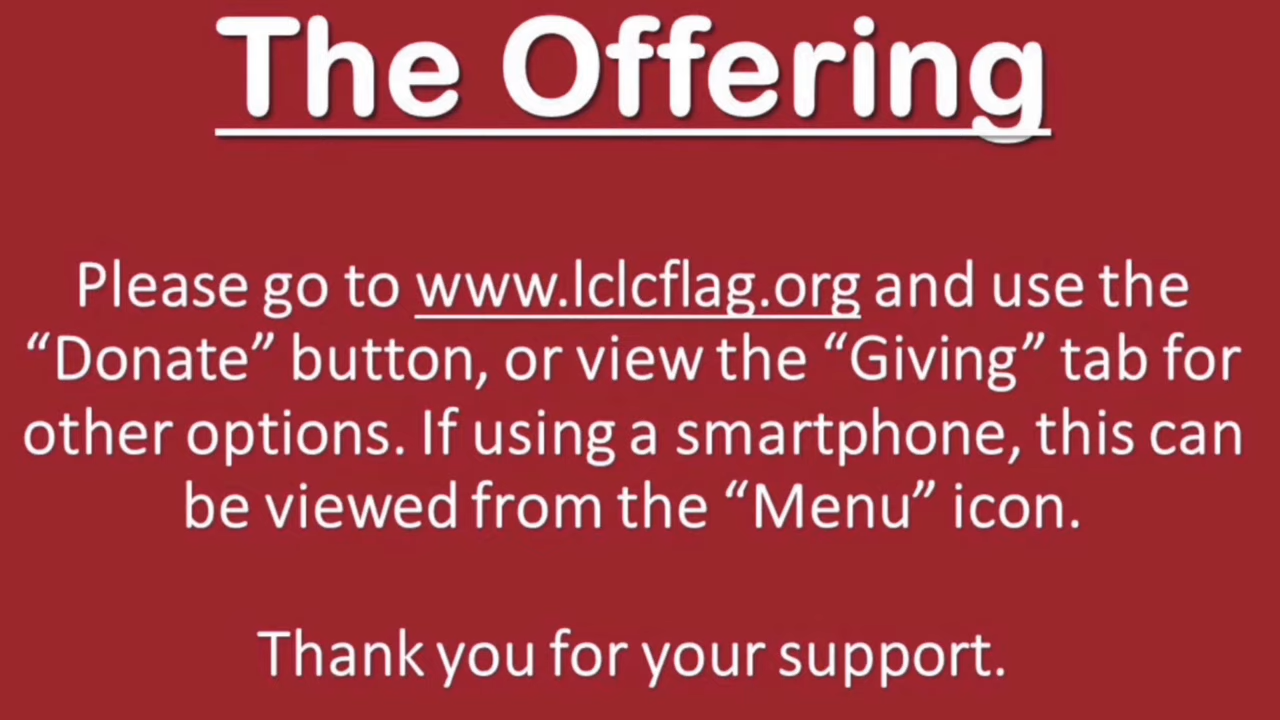 The Offering
Please go to www.lclcflag.org and use the
“Donate” button, or view the “Giving” tab for
other options. If using a smartphone, this can
be viewed from the “Menu” icon.
Thank you for your support.